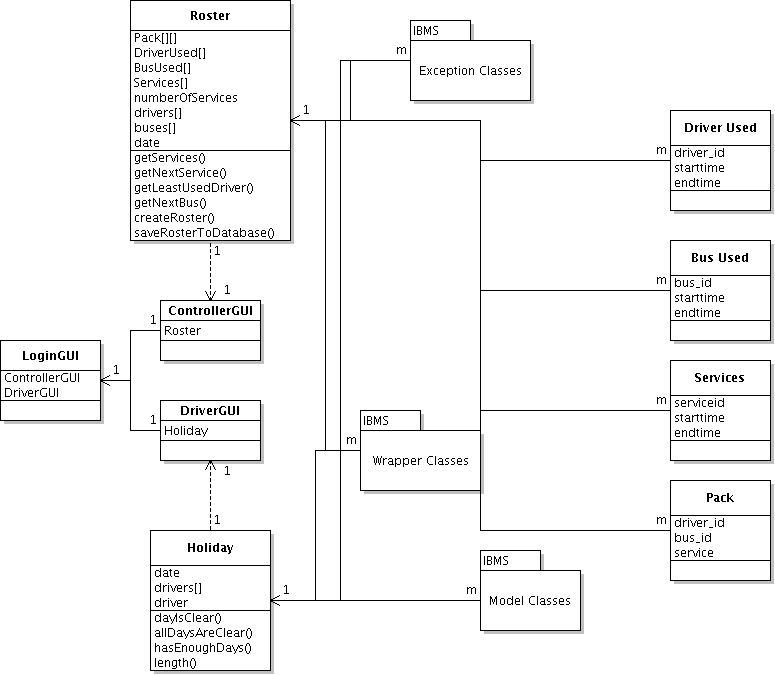 Roster
Pack[][]
DriverUsed[]
BusUsed[]
Services[]
numberOfServices
drivers[]
buses[]
date
getServices()
getNextService()
getLeastUsedDriver()
getNextBus()
createRoster()
saveRosterToDatabase()
1
1
1
IBMS
Exception Classes
m
Driver Used
driver_id
starttime
endtime
m
Bus Used
bus_id
starttime
endtime
m
Services
serviceid
starttime
endtime
m
Pack
driver_id
bus_id
service
m
ControllerGUI
Roster
1
LoginGUI
ControllerGUI
DriverGUI
1
DriverGUI
Holiday
1
1
1
IBMS
Wrapper Classes
m
Holiday
date
drivers[]
driver
dayIsClear()
allDaysAreClear()
hasEnoughDays()
length()
1
IBMS
Model Classes
m